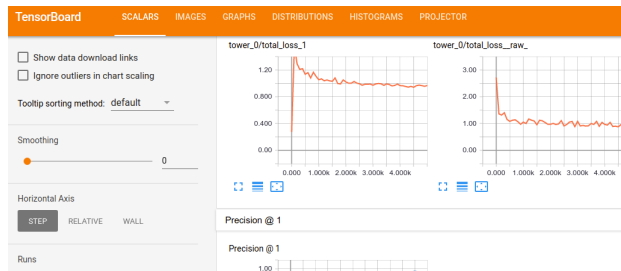 TensorBoard SCALARS IMAGES GRAPHS DISTRIBUTIONS HISTOGRAMS PROJECTOR
Show data download links
Ignore outliers in chart scaling
Tooltip sorting method: default
Smoothing
0
Horizontal Axis
STEP RELATIVE WALL
Runs
tower_0/total_loss_1
1.20
0.800
0.400
0.00
0.000 1.000k 2.000k 3.000k 4.000k
tower_0/total_loss__raw_
3.00
2.00
1.00
0.00
0.000 1.000k 2.000k 3.000k 4.000k
Precision @ 1
Precision @ 1
1.00